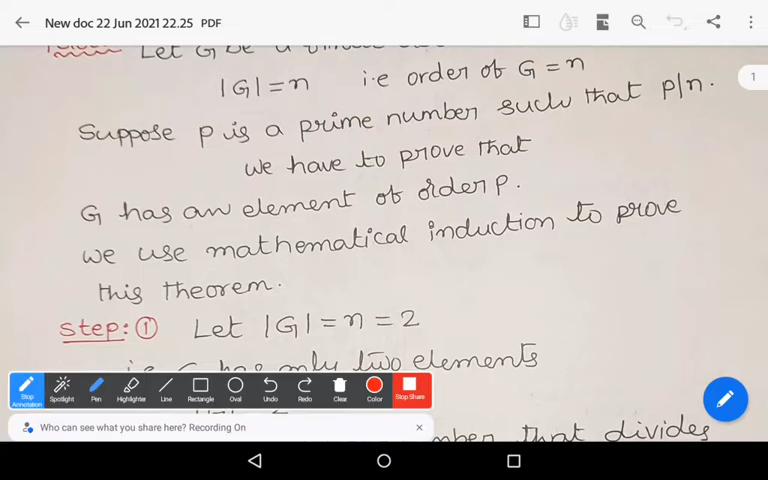 New doc 22 Jun 2021 22.25 PDF
Let G be a
|G| = n i.e order of G = n
1
Suppose P is a prime number such that P/n.
we have to prove that
G has an element of order P.
we use mathematical induction to prove
this theorem.
Step: ① Let |G| = n = 2
has only two elements
Stop Annotation Spotlight Pen Highlighter Line Rectangle Oval Undo Redo Clear Color Stop Share
Who can see what you share here? Recording On
that divides